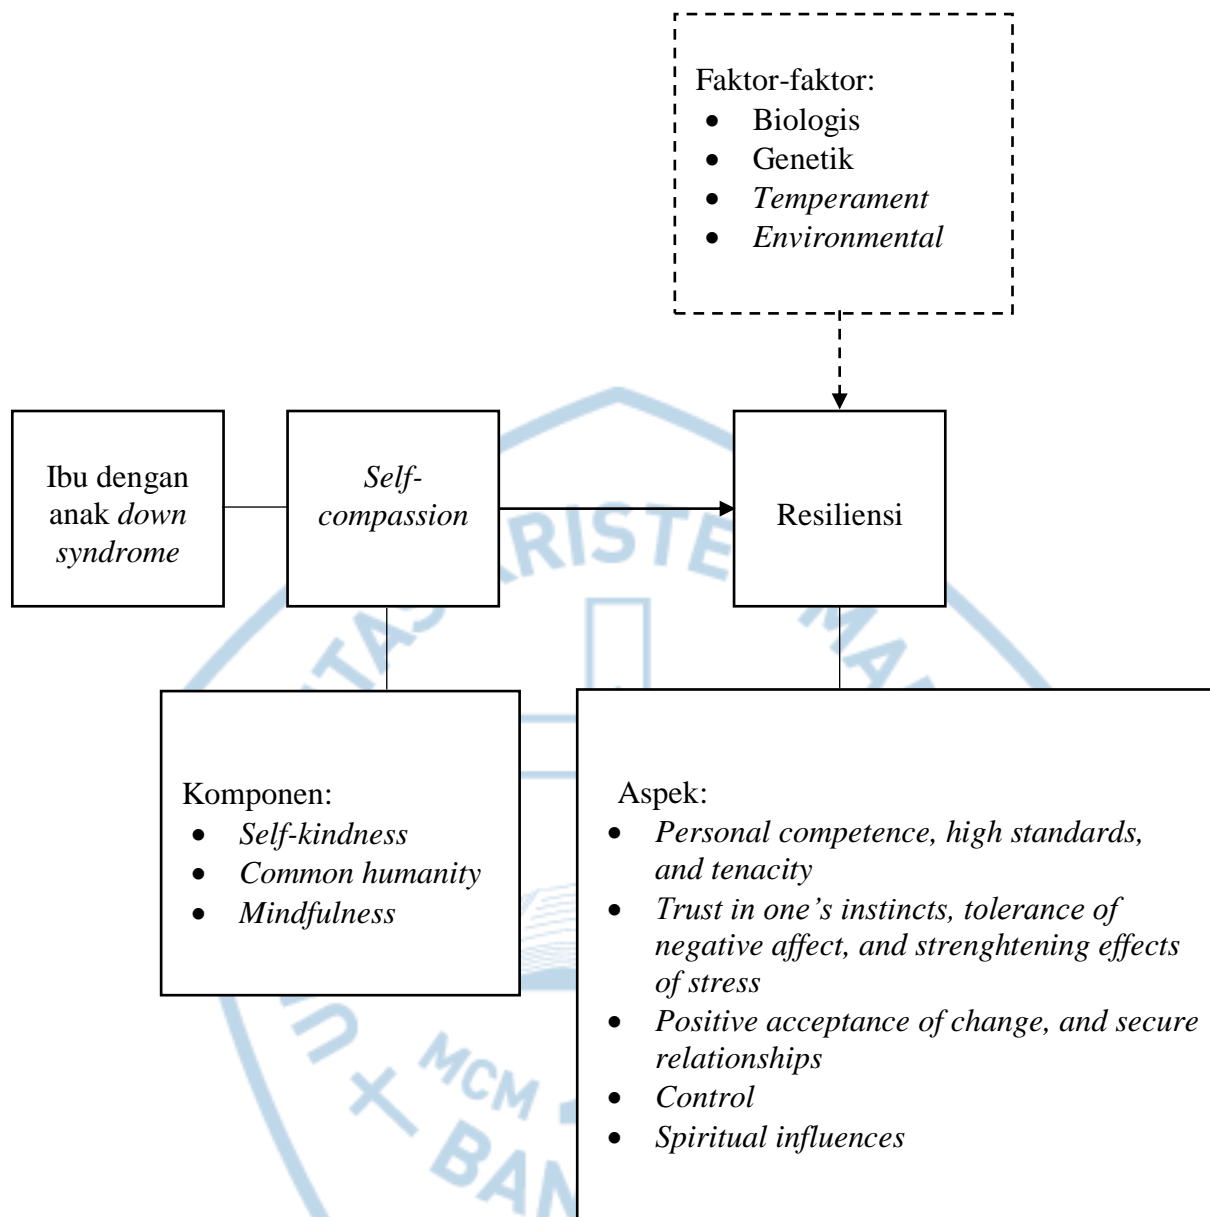 Faktor-faktor:
• Biologis
• Genetik
• Temperament
• Environmental
Ibu dengan
anak down
syndrome
Self-
compassion
Resiliensi
Komponen:
• Self-kindness
• Common humanity
• Mindfulness
Aspek:
• Personal competence, high standards,
and tenacity
• Trust in one’s instincts, tolerance of
negative affect, and strenghtening effects
of stress
• Positive acceptance of change, and secure
relationships
• Control
• Spiritual influences
MCM